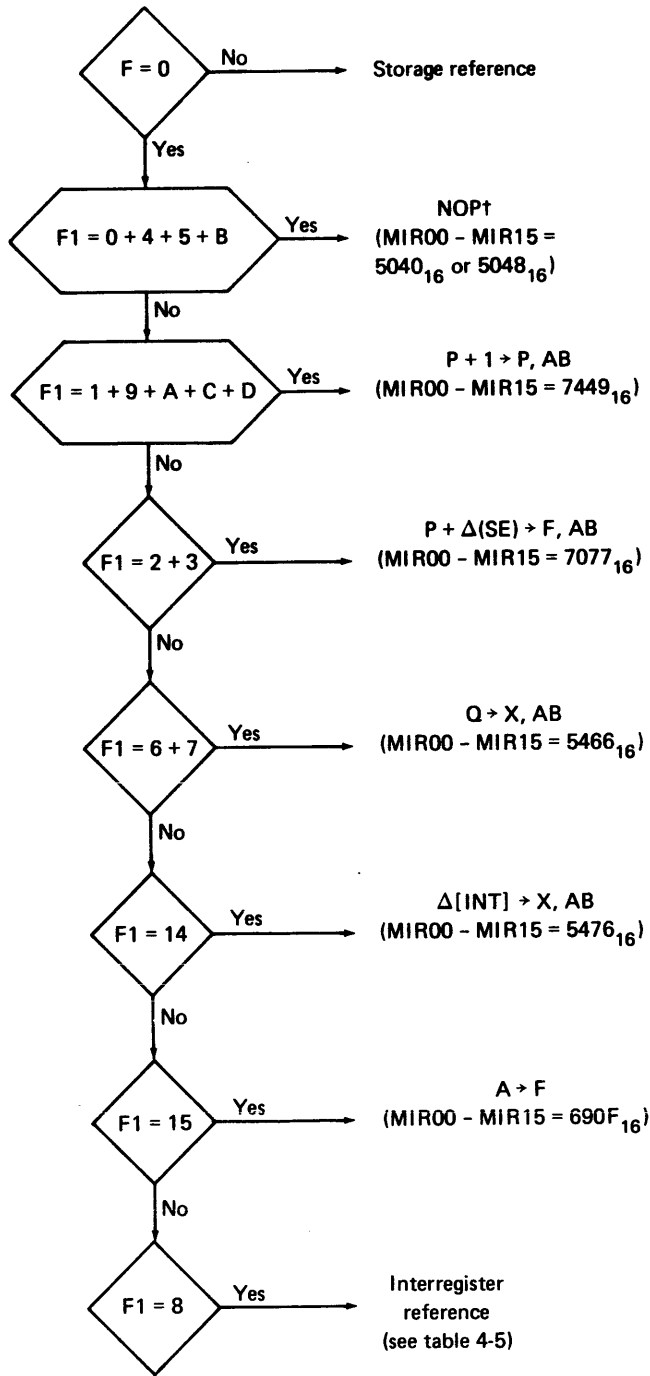 F = 0
No
Storage reference
Yes
F1 = 0 + 4 + 5 + B
Yes
NOP†
(MIR00 - MIR15 =
5040₁₆ or 5048₁₆)
No
F1 = 1 + 9 + A + C + D
Yes
P + 1 → P, AB
(MIR00 - MIR15 = 7449₁₆)
No
F1 = 2 + 3
Yes
P + Δ(SE) → F, AB
(MIR00 - MIR15 = 7077₁₆)
No
F1 = 6 + 7
Yes
Q → X, AB
(MIR00 - MIR15 = 5466₁₆)
No
F1 = 14
Yes
Δ[INT] → X, AB
(MIR00 - MIR15 = 5476₁₆)
No
F1 = 15
Yes
A → F
(MIR00 - MIR15 = 690F₁₆)
No
F1 = 8
Yes
Interregister
reference
(see table 4-5)